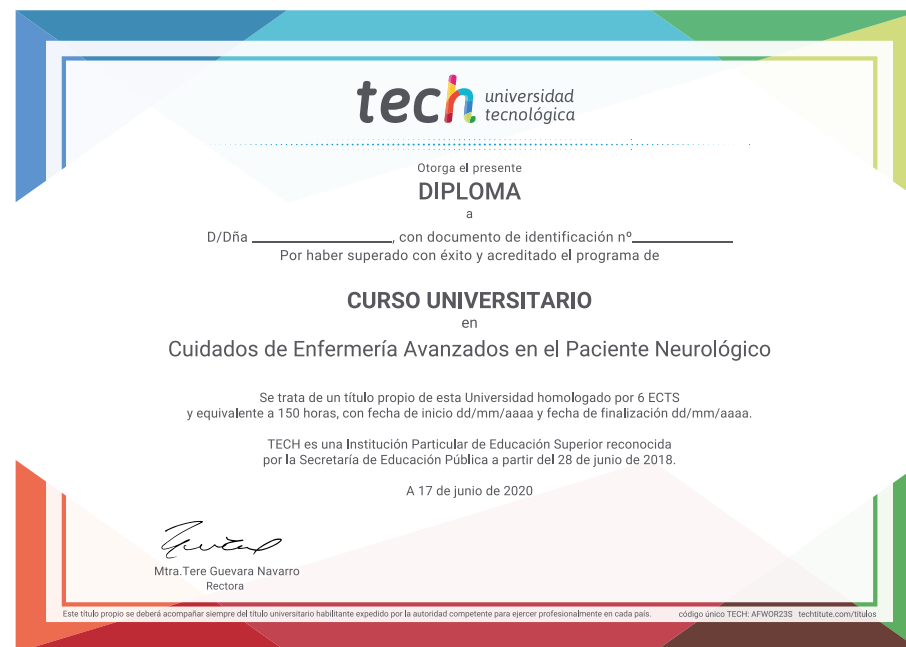 tech universidad
tecnológica
Otorga el presente
DIPLOMA
a
D/Dña ____________________, con documento de identificación nº______________
Por haber superado con éxito y acreditado el programa de
CURSO UNIVERSITARIO
en
Cuidados de Enfermería Avanzados en el Paciente Neurológico
Se trata de un título propio de esta Universidad homologado por 6 ECTS
y equivalente a 150 horas, con fecha de inicio dd/mm/aaaa y fecha de finalización dd/mm/aaaa.
TECH es una Institución Particular de Educación Superior reconocida
por la Secretaría de Educación Pública a partir del 28 de junio de 2018.
A 17 de junio de 2020
Mtra.Tere Guevara Navarro
Rectora
Este título propio se deberá acompañar siempre del título universitario habilitante expedido por la autoridad competente para ejercer profesionalmente en cada país. código único TECH: AFWOR23S techtitute.com/titulos